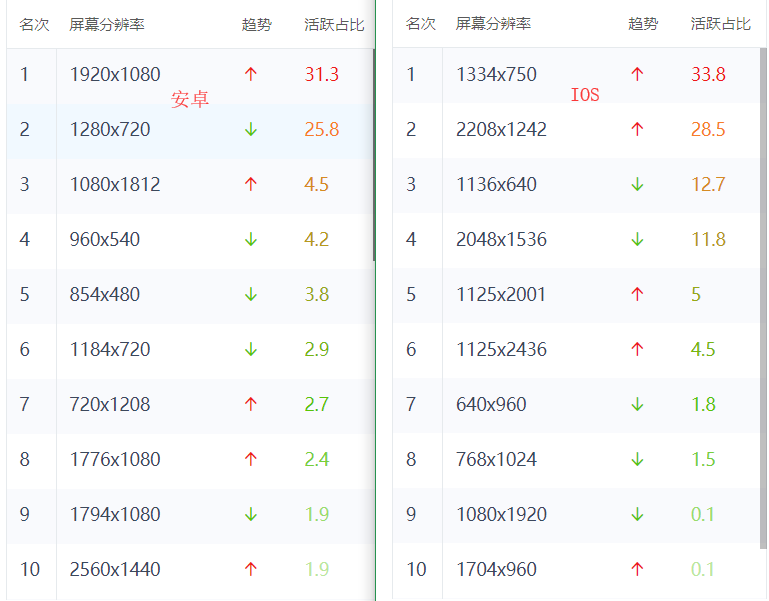 名次 屏幕分辨率 趋势 活跃占比
1 1920x1080 ↑ 31.3
安卓
2 1280x720 ↓ 25.8
3 1080x1812 ↑ 4.5
4 960x540 ↓ 4.2
5 854x480 ↓ 3.8
6 1184x720 ↓ 2.9
7 720x1208 ↑ 2.7
8 1776x1080 ↑ 2.4
9 1794x1080 ↓ 1.9
10 2560x1440 ↑ 1.9
名次 屏幕分辨率 趋势 活跃占比
1 1334x750 ↑ 33.8
IOS
2 2208x1242 ↑ 28.5
3 1136x640 ↓ 12.7
4 2048x1536 ↓ 11.8
5 1125x2001 ↑ 5
6 1125x2436 ↑ 4.5
7 640x960 ↓ 1.8
8 768x1024 ↓ 1.5
9 1080x1920 ↓ 0.1
10 1704x960 ↑ 0.1